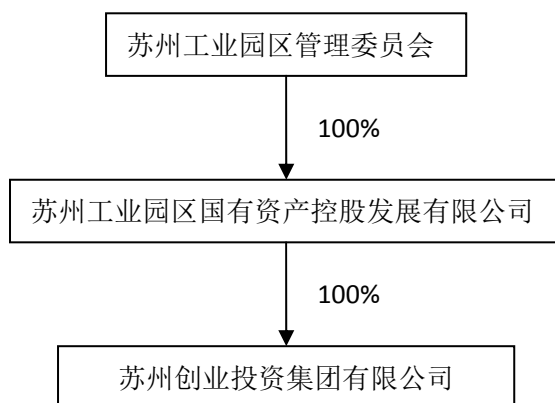 苏州工业园区管理委员会
100%
苏州工业园区国有资产控股发展有限公司
100%
苏州创业投资集团有限公司